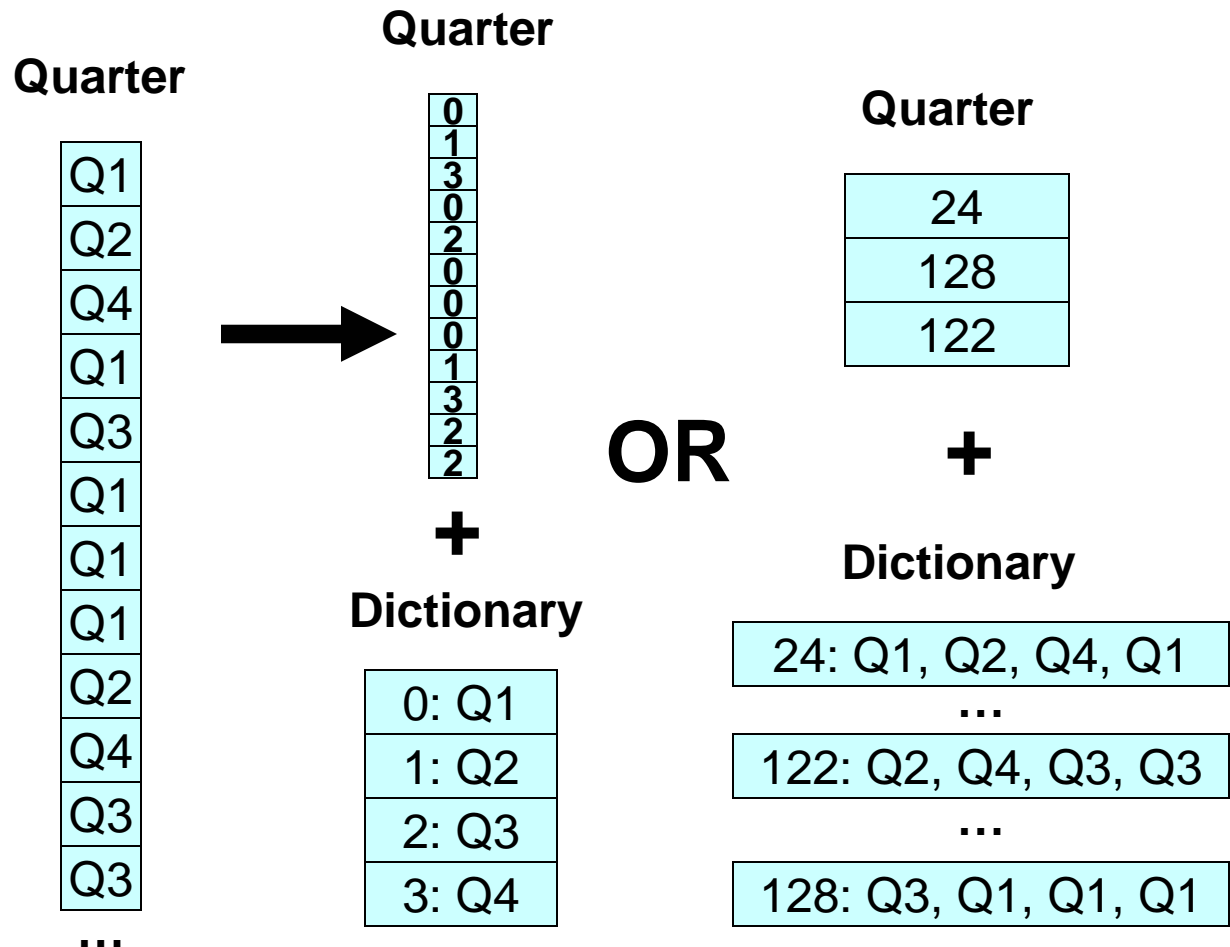 Quarter
Q1
Q2
Q4
Q1
Q3
Q1
Q1
Q1
Q2
Q4
Q3
Q3
...
Quarter
0
1
3
0
2
0
0
0
1
3
2
2
+
Dictionary
0: Q1
1: Q2
2: Q3
3: Q4
OR
Quarter
24
128
122
+
Dictionary
24: Q1, Q2, Q4, Q1
...
122: Q2, Q4, Q3, Q3
...
128: Q3, Q1, Q1, Q1